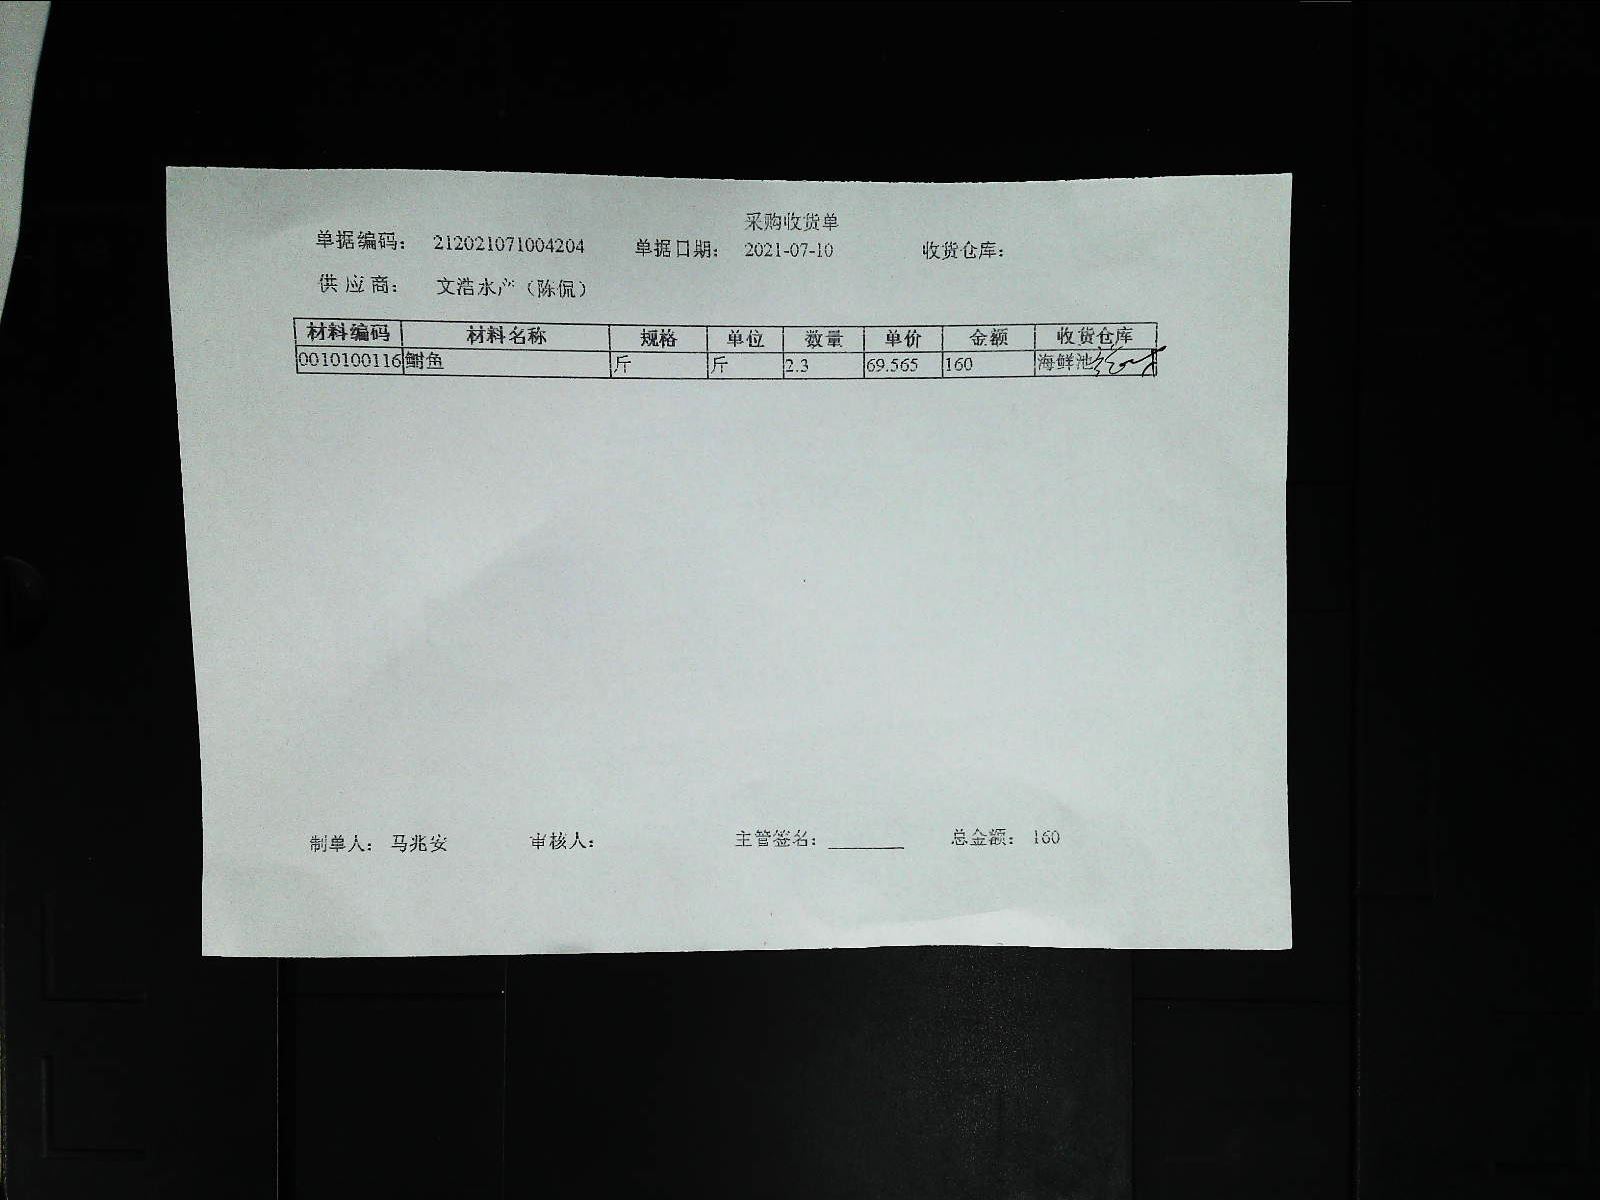 采购收货单
单据编码： 212021071004204 单据日期： 2021-07-10 收货仓库：
供应商： 文浩水产（陈侃）
材料编码 材料名称 规格 单位 数量 单价 金额 收货仓库
0010100116 鲥鱼 斤 斤 2.3 69.565 160 海鲜池
制单人： 马兆安 审核人： 主管签名：________ 总金额： 160